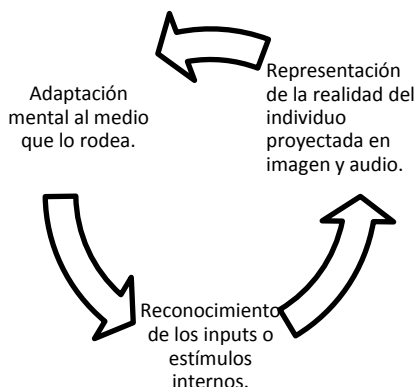 Representación
de la realidad del
individuo
proyectada en
imagen y audio.
Adaptación
mental al medio
que lo rodea.
Reconocimiento
de los inputs o
estímulos
internos.